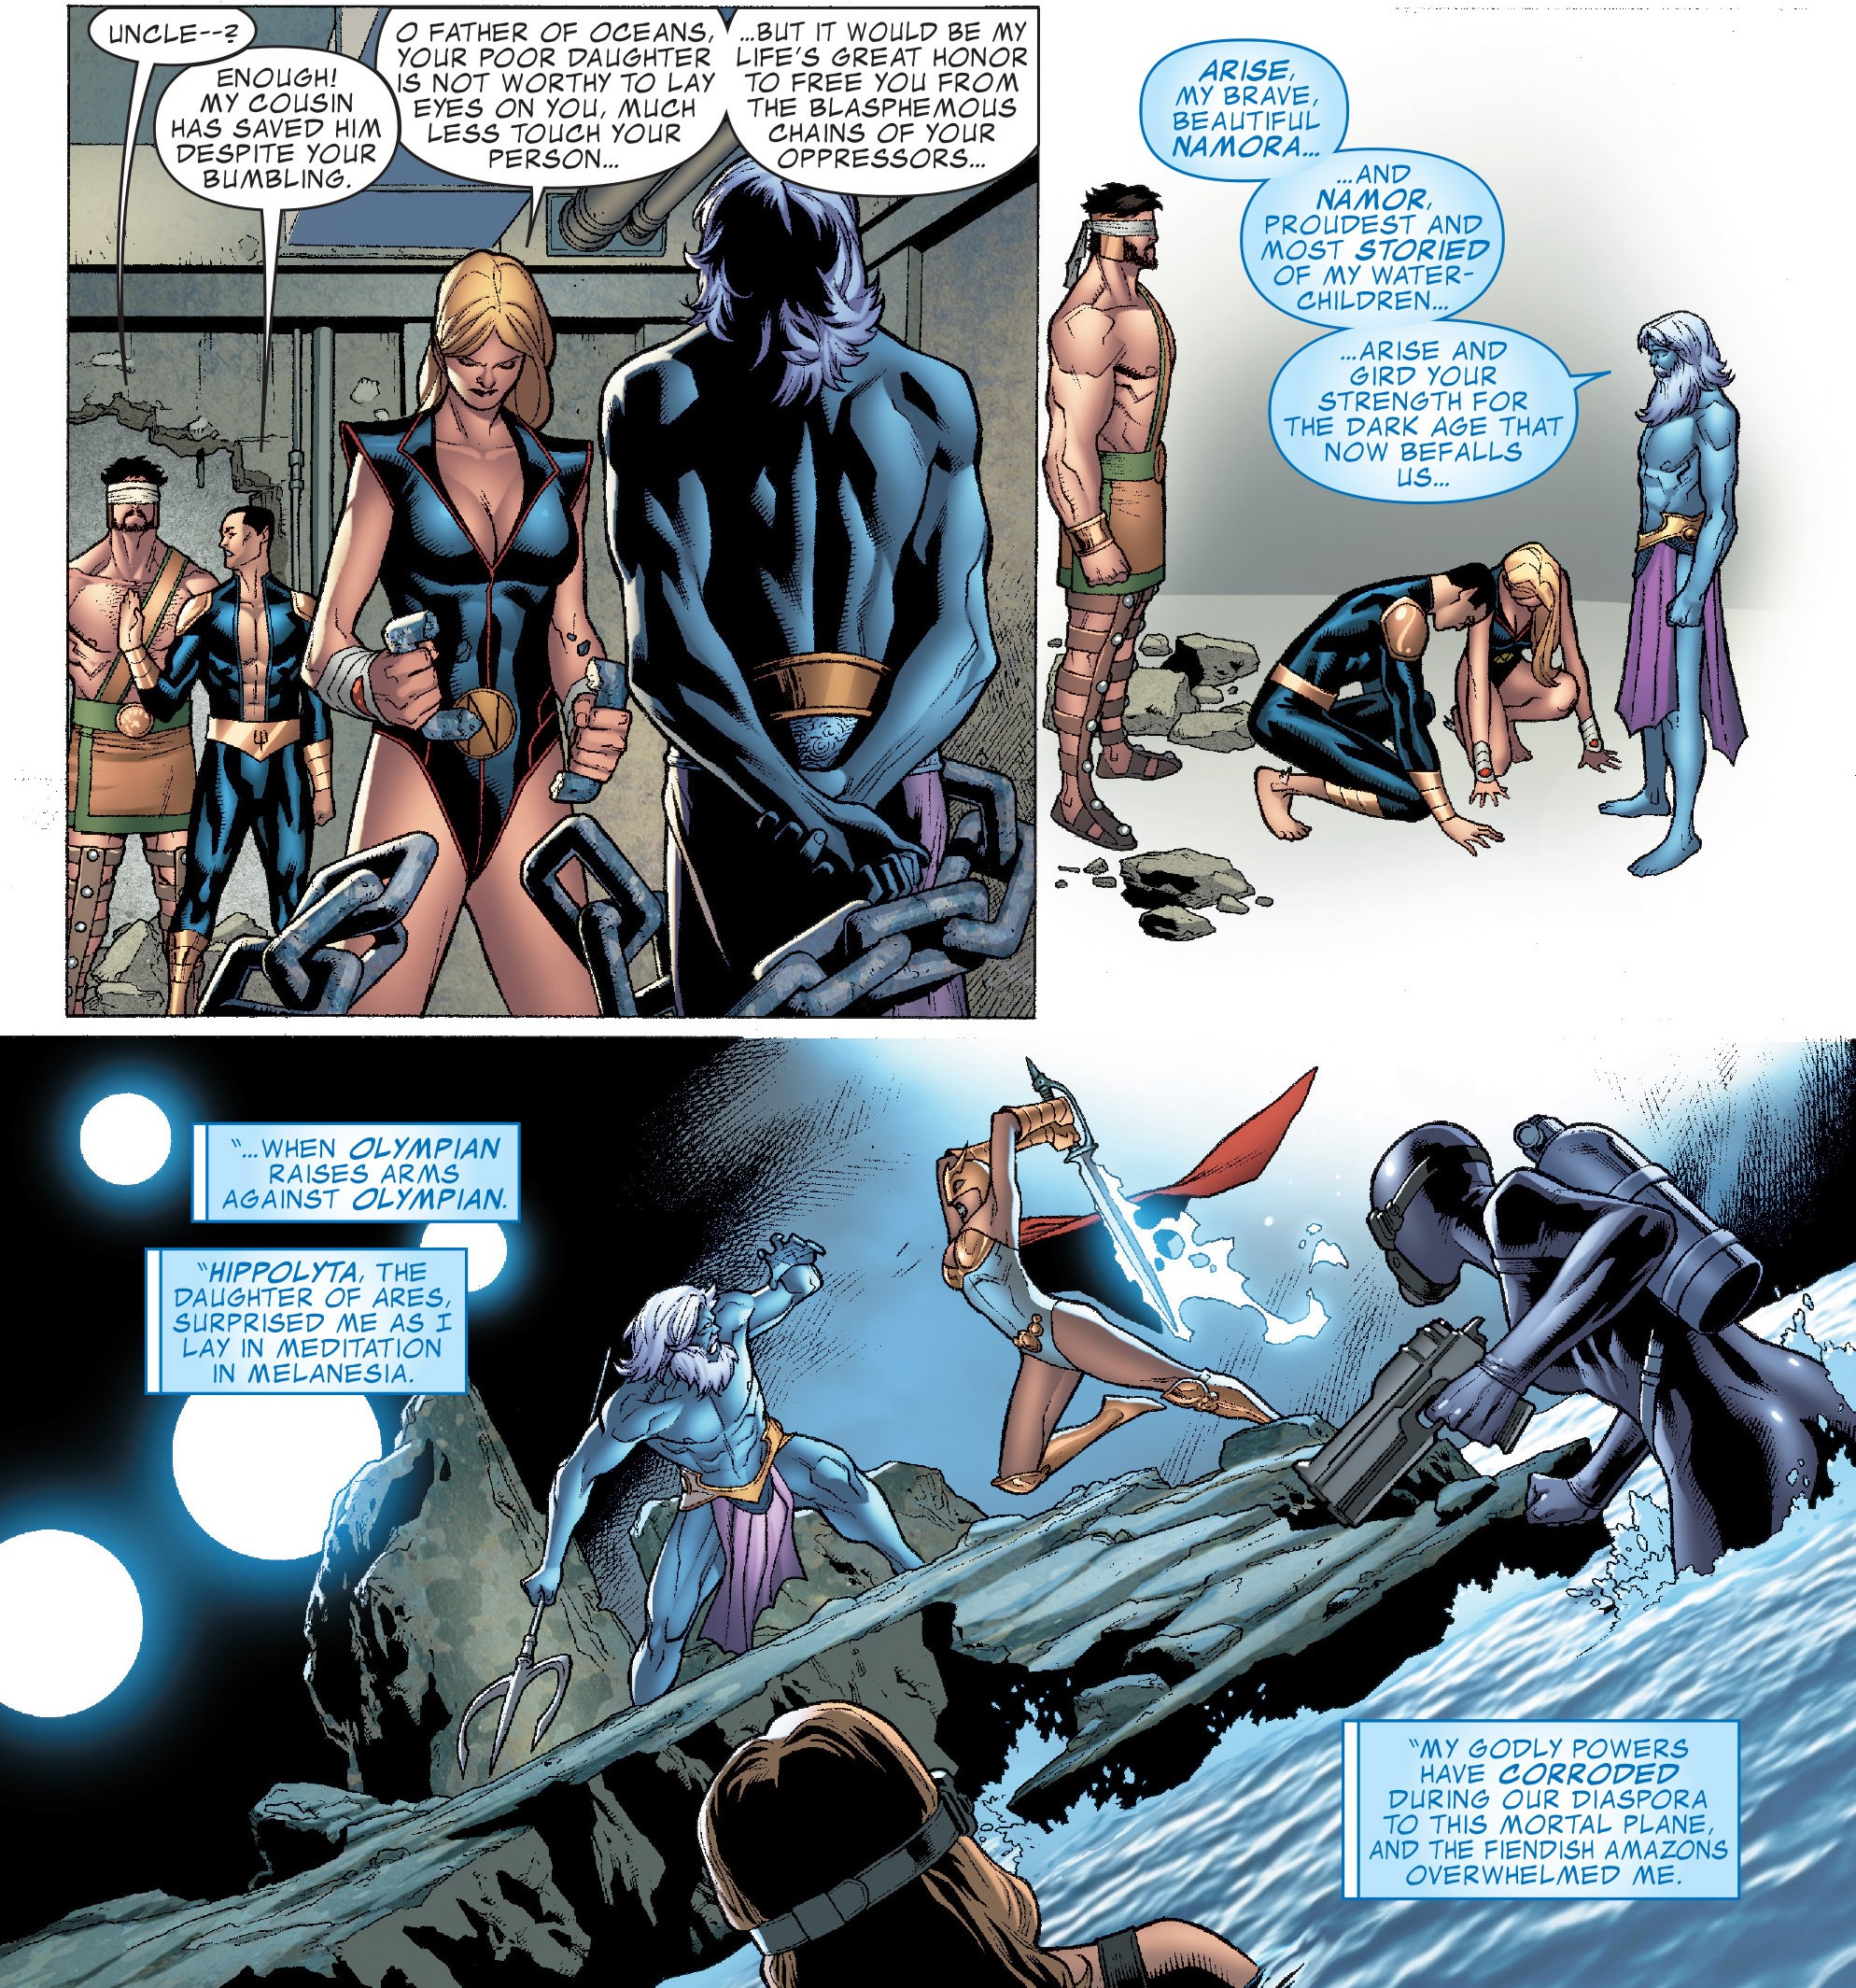 UNCLE--?
ENOUGH!
MY COUSIN
HAS SAVED HIM
DESPITE YOUR
BUMBLING.
O FATHER OF OCEANS,
YOUR POOR DAUGHTER
IS NOT WORTHY TO LAY
EYES ON YOU, MUCH
LESS TOUCH YOUR
PERSON...
...BUT IT WOULD BE MY
LIFE'S GREAT HONOR
TO FREE YOU FROM
THE BLASPHEMOUS
CHAINS OF YOUR
OPPRESSORS...
ARISE,
MY BRAVE,
BEAUTIFUL
NAMORA...
...AND
NAMOR,
PROUDEST AND
MOST STORIED
OF MY WATER-
CHILDREN...
...ARISE AND
GIRD YOUR
STRENGTH FOR
THE DARK AGE THAT
NOW BEFALLS
US...
"...WHEN OLYMPIAN
RAISES ARMS
AGAINST OLYMPIAN.
"HIPPOLYTA, THE
DAUGHTER OF ARES,
SURPRISED ME AS I
LAY IN MEDITATION
IN MELANESIA.
"MY GODLY POWERS
HAVE CORRODED
DURING OUR DIASPORA
TO THIS MORTAL PLANE,
AND THE FIENDISH AMAZONS
OVERWHELMED ME.